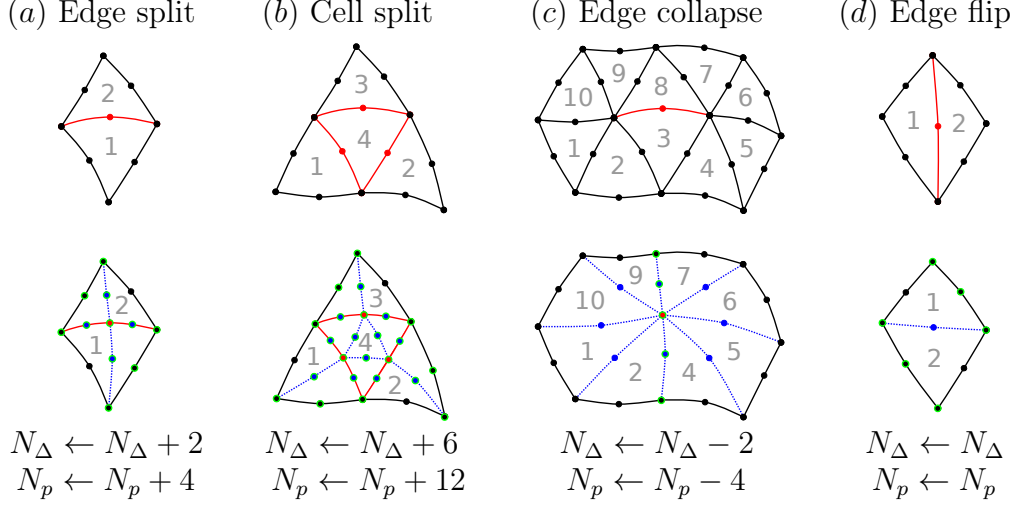 (a) Edge split
(b) Cell split
(c) Edge collapse
(d) Edge flip
2
1
3
4
1
2
9
7
10
8
6
1
3
5
2
4
1
2
2
1
3
1
4
2
9
7
10
6
1
5
2
4
1
2
N_Δ ← N_Δ + 2
N_p ← N_p + 4
N_Δ ← N_Δ + 6
N_p ← N_p + 12
N_Δ ← N_Δ − 2
N_p ← N_p − 4
N_Δ ← N_Δ
N_p ← N_p